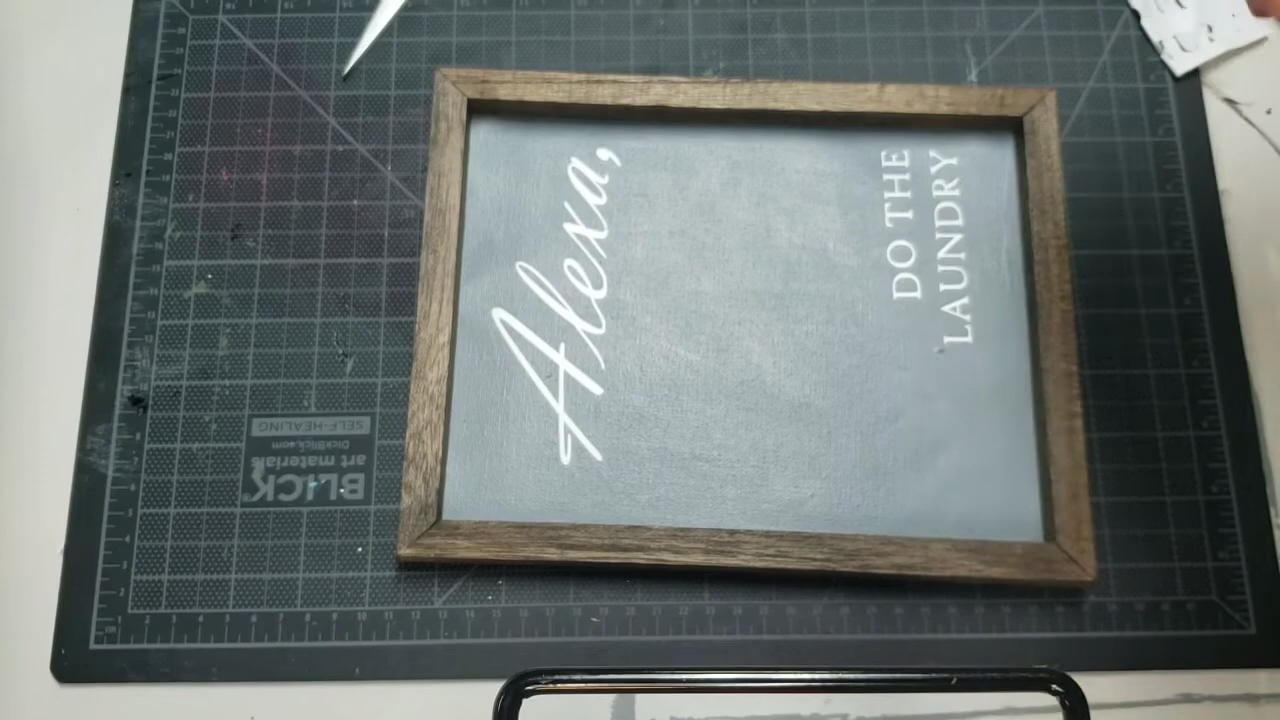 Alexa,
DO THE
LAUNDRY
BLICK®
art materials
DickBlick.com
SELF-HEALING